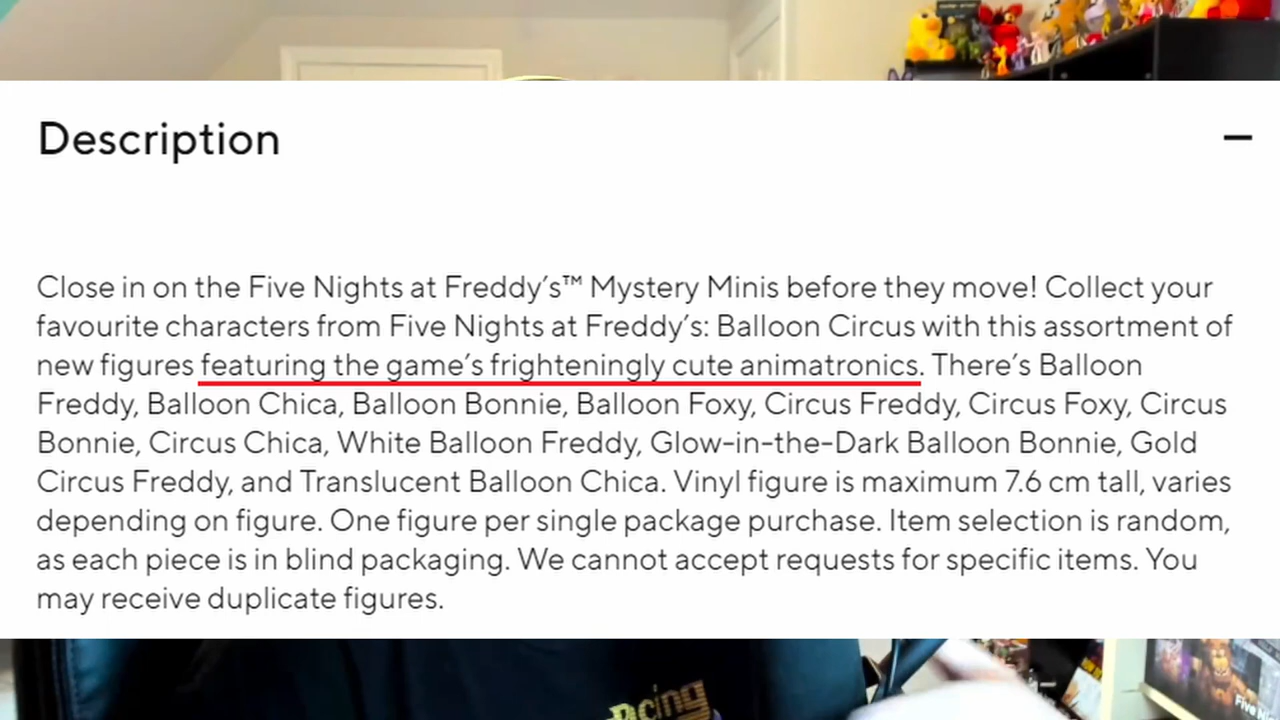 Description
Close in on the Five Nights at Freddy's™ Mystery Minis before they move! Collect your
favourite characters from Five Nights at Freddy's: Balloon Circus with this assortment of
new figures featuring the game's frighteningly cute animatronics. There's Balloon
Freddy, Balloon Chica, Balloon Bonnie, Balloon Foxy, Circus Freddy, Circus Foxy, Circus
Bonnie, Circus Chica, White Balloon Freddy, Glow-in-the-Dark Balloon Bonnie, Gold
Circus Freddy, and Translucent Balloon Chica. Vinyl figure is maximum 7.6 cm tall, varies
depending on figure. One figure per single package purchase. Item selection is random,
as each piece is in blind packaging. We cannot accept requests for specific items. You
may receive duplicate figures.
Five